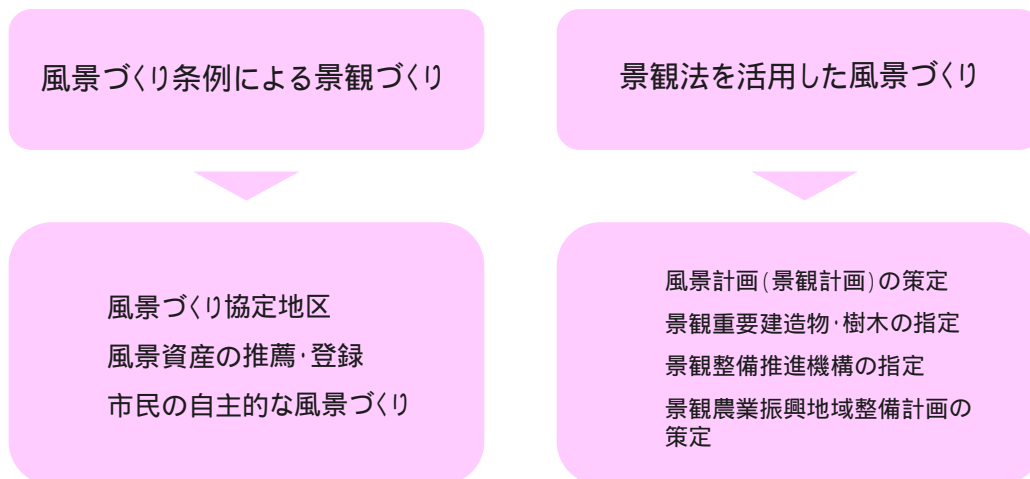 風景づくり条例による景観づくり
風景づくり協定地区
風景資産の推薦・登録
市民の自主的な風景づくり
景観法を活用した風景づくり
風景計画(景観計画)の策定
景観重要建造物・樹木の指定
景観整備推進機構の指定
景観農業振興地域整備計画の
策定